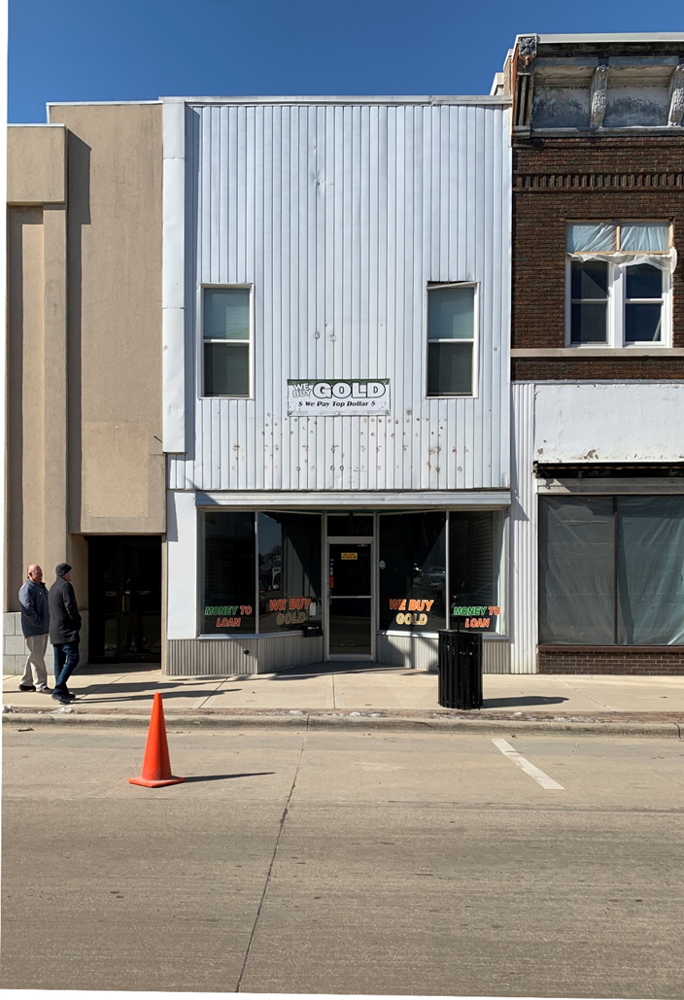 WE
BUY GOLD
$ We Pay Top Dollar $
MONEY TO
LOAN
WE BUY
GOLD
WE BUY
GOLD
MONEY TO
LOAN